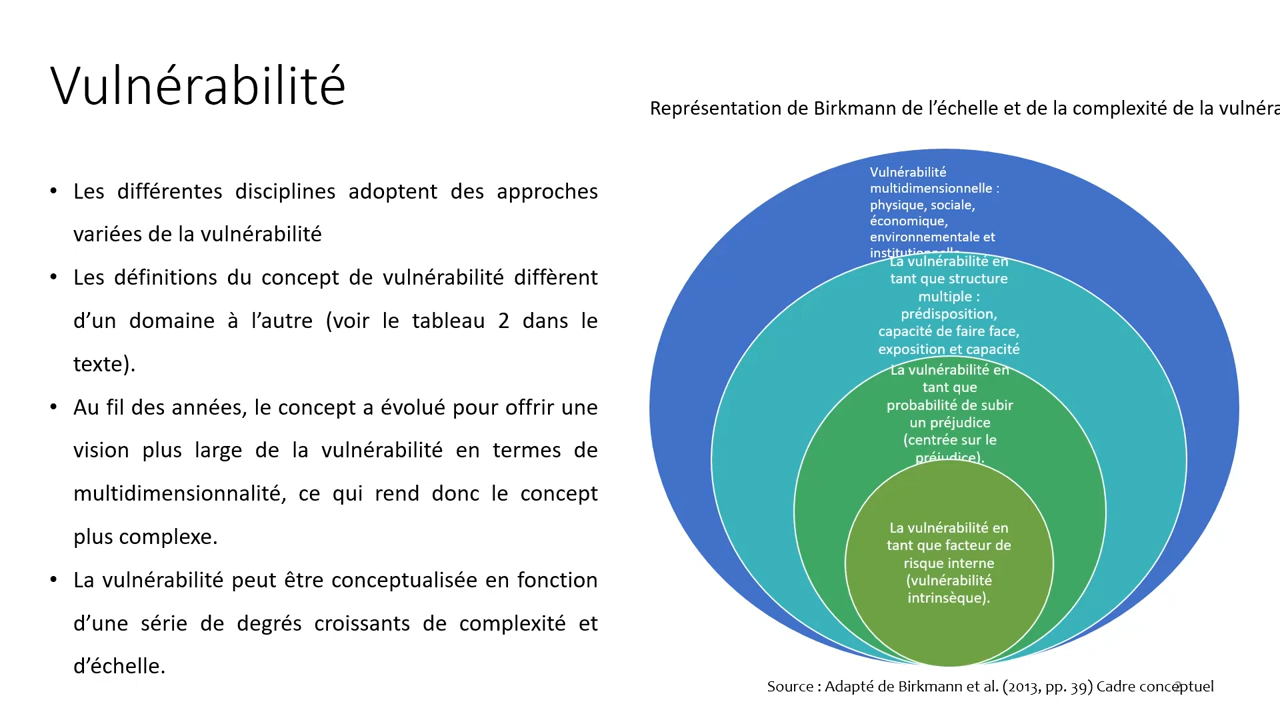 Vulnérabilité
Représentation de Birkmann de l’échelle et de la complexité de la
• Les différentes disciplines adoptent des approches
variées de la vulnérabilité
• Les définitions du concept de vulnérabilité diffèrent
d’un domaine à l’autre (voir le tableau 2 dans le
texte).
• Au fil des années, le concept a évolué pour offrir une
vision plus large de la vulnérabilité en termes de
multidimensionnalité, ce qui rend donc le concept
plus complexe.
• La vulnérabilité peut être conceptualisée en fonction
d’une série de degrés croissants de complexité et
d’échelle.
Vulnérabilité
multidimensionnelle :
physique, sociale,
économique,
environnementale et
institutionnelle
La vulnérabilité en
tant que structure
multiple :
prédisposition,
capacité de faire face,
exposition et capacité
La vulnérabilité en
tant que
probabilité de subir
un préjudice
(centrée sur le
préjudice).
La vulnérabilité en
tant que facteur de
risque interne
(vulnérabilité
intrinsèque).
Source : Adapté de Birkmann et al. (2013, pp. 39) Cadre conceptuel
2